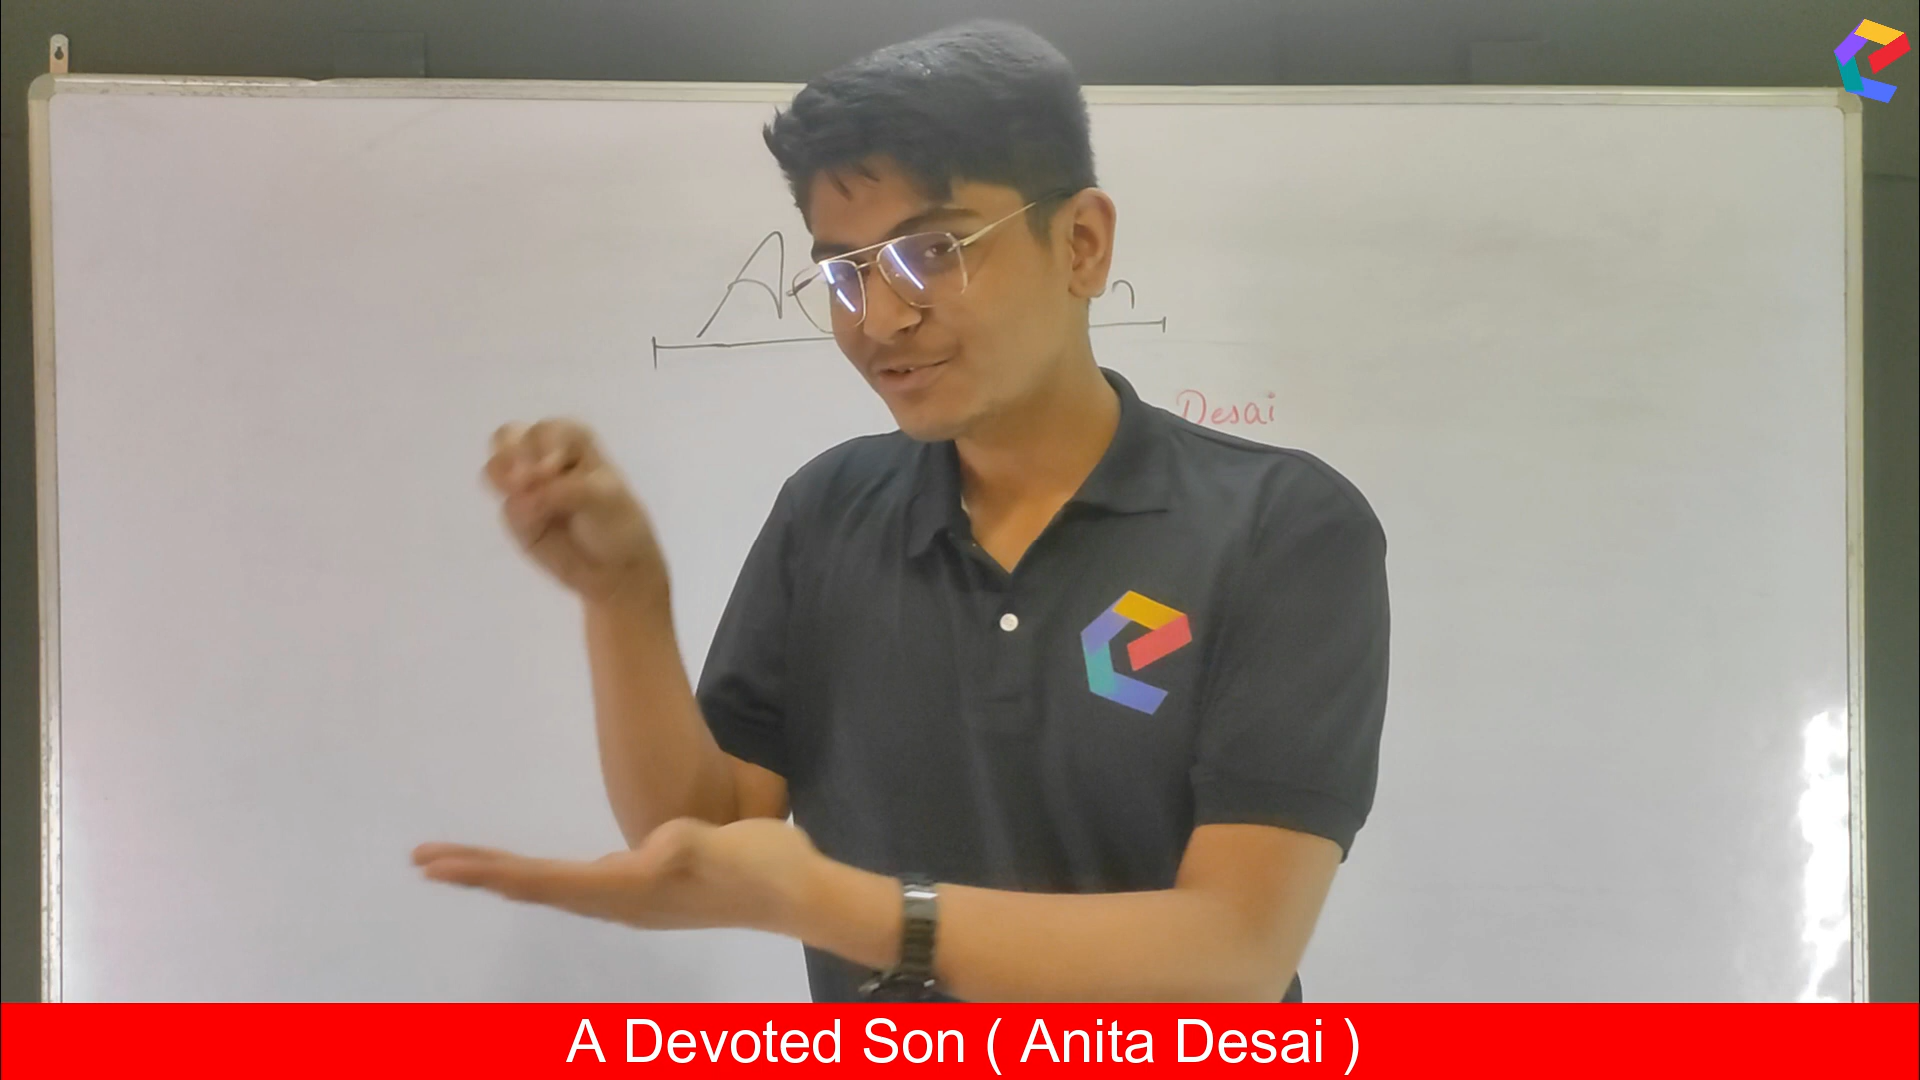 A n
Desai
A Devoted Son ( Anita Desai )